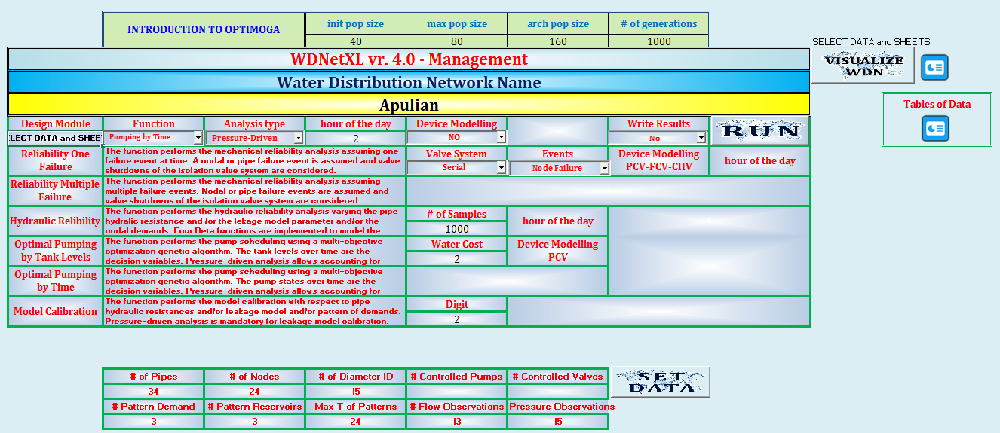 INTRODUCTION TO OPTIMOGA
init pop size
max pop size
arch pop size
# of generations
40
80
160
1000
SELECT DATA and SHEETS
WDNetXL vr. 4.0 - Management
VISUALIZE
WDN
Water Distribution Network Name
Apulian
Tables of Data
Design Module
Function
Analysis type
hour of the day
Device Modelling
Write Results
RUN
LECT DATA and SHEE
Pumping by Time
Pressure-Driven
2
NO
No
Reliability One
Failure
The function performs the mechanical reliability analysis assuming one
failure event at time. A nodal or pipe failure event is assumed and valve
shutdowns of the isolation valve system are considered.
Valve System
Events
Device Modelling
PCV-FCV-CHV
hour of the day
Serial
Node Failure
Reliability Multiple
Failure
The function performs the mechanical reliability analysis assuming
multiple failure events. Nodal or pipe failure events are assumed and
valve shutdowns of the isolation valve system are considered.
Hydraulic Relibility
The function performs the hydraulic reliability analysis varying the pipe
hydralic resistance and /or the lekage model parameter and/or the
nodal demands. Four Beta functions are implemented to model the
# of Samples
1000
hour of the day
Optimal Pumping
by Tank Levels
The function performs the pump scheduling using a multi-objective
optimization genetic algorithm. The tank levels over time are the
decision variables. Pressure-driven analysis allows accounting for
Water Cost
2
Device Modelling
PCV
Optimal Pumping
by Time
The function performs the pump scheduling using a multi-objective
optimization genetic algorithm. The pump states over time are the
decision variables. Pressure-driven analysis allows accounting for
Model Calibration
The function performs the model calibration with respect to pipe
hydraulic resistances and/or leakage model and/or pattern of demands.
Pressure-driven analysis is mandatory for leakage model calibration.
Digit
2
# of Pipes
# of Nodes
# of Diameter ID
# Controlled Pumps
# Controlled Valves
SET
DATA
34
24
15
# Pattern Demand
# Pattern Reservoirs
Max T of Patterns
# Flow Observations
Pressure Observations
3
3
24
13
15